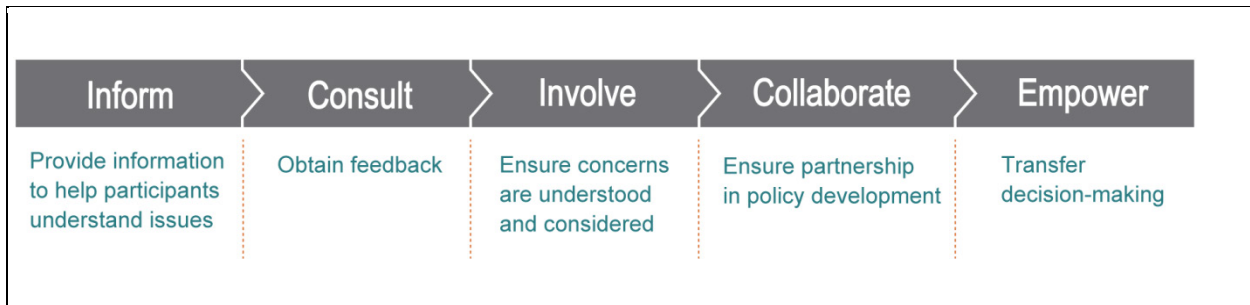 Inform
Consult
Involve
Collaborate
Empower
Provide information
to help participants
understand issues
Obtain feedback
Ensure concerns
are understood
and considered
Ensure partnership
in policy development
Transfer
decision-making